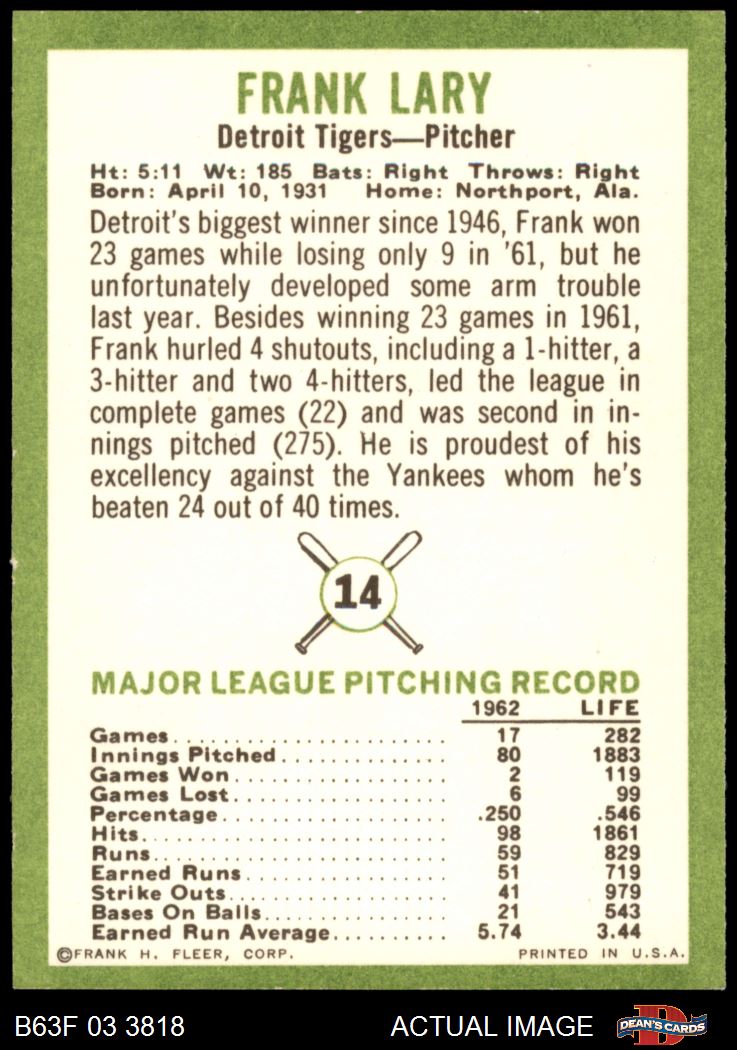 FRANK LARY
Detroit Tigers—Pitcher
Ht: 5:11 Wt: 185 Bats: Right Throws: Right
Born: April 10, 1931 Home: Northport, Ala.
Detroit's biggest winner since 1946, Frank won
23 games while losing only 9 in '61, but he
unfortunately developed some arm trouble
last year. Besides winning 23 games in 1961,
Frank hurled 4 shutouts, including a 1-hitter, a
3-hitter and two 4-hitters, led the league in
complete games (22) and was second in in-
nings pitched (275). He is proudest of his
excellency against the Yankees whom he's
beaten 24 out of 40 times.
14
MAJOR LEAGUE PITCHING RECORD
1962 LIFE
Games 17 282
Innings Pitched 80 1883
Games Won 2 119
Games Lost 6 99
Percentage .250 .546
Hits 98 1861
Runs 59 829
Earned Runs 51 719
Strike Outs 41 979
Bases On Balls 21 543
Earned Run Average 5.74 3.44
©FRANK H. FLEER, CORP. PRINTED IN U.S.A.
B63F 03 3818 ACTUAL IMAGE D DEAN'S CARDS